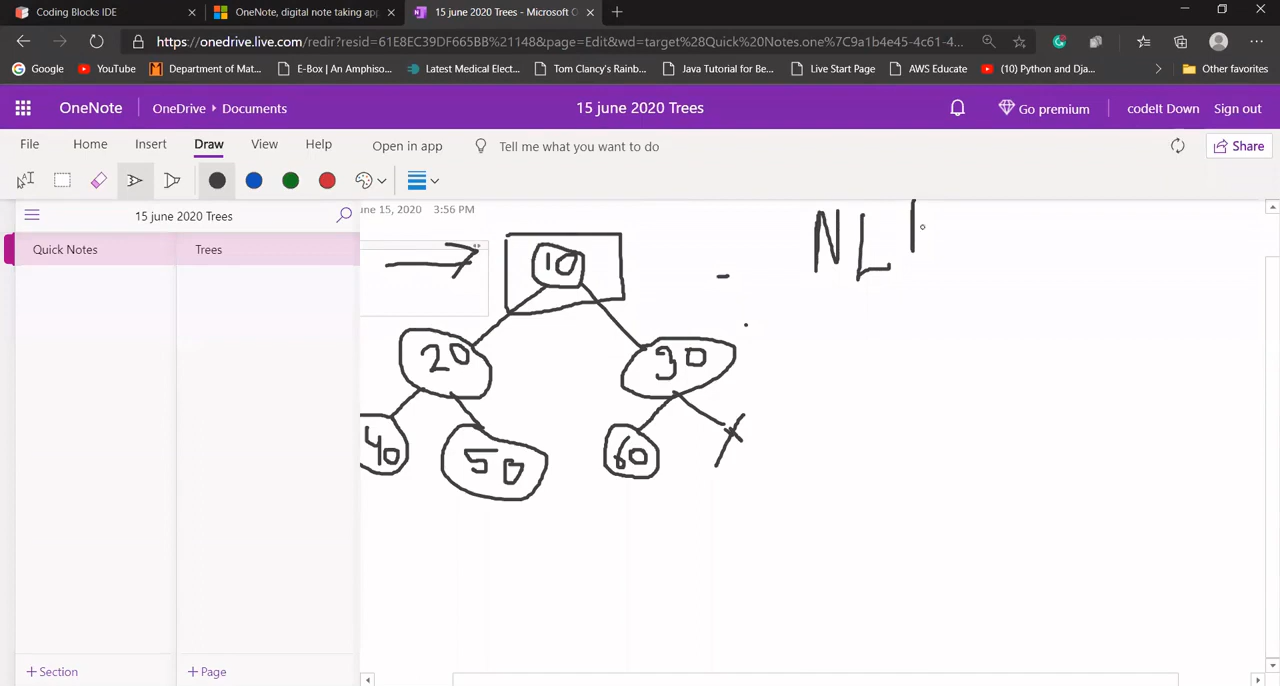 Coding Blocks IDE
OneNote, digital note taking app
15 june 2020 Trees - Microsoft O
https://onedrive.live.com/redir?resid=61E8EC39DF665BB%21148&page=Edit&wd=target%28Quick%20Notes.one%7C9a1b4e45-4c61-4...
Google
YouTube
Department of Mat...
E-Box | An Amphiso...
Latest Medical Elect...
Tom Clancy's Rainb...
Java Tutorial for Be...
Live Start Page
AWS Educate
(10) Python and Dja...
Other favorites
OneNote
OneDrive › Documents
15 june 2020 Trees
Go premium
codeIt Down
Sign out
File
Home
Insert
Draw
View
Help
Open in app
Tell me what you want to do
Share
15 june 2020 Trees
une 15, 2020 3:56 PM
Quick Notes
Trees
NL
10
20
30
40
50
60
+ Section
+ Page